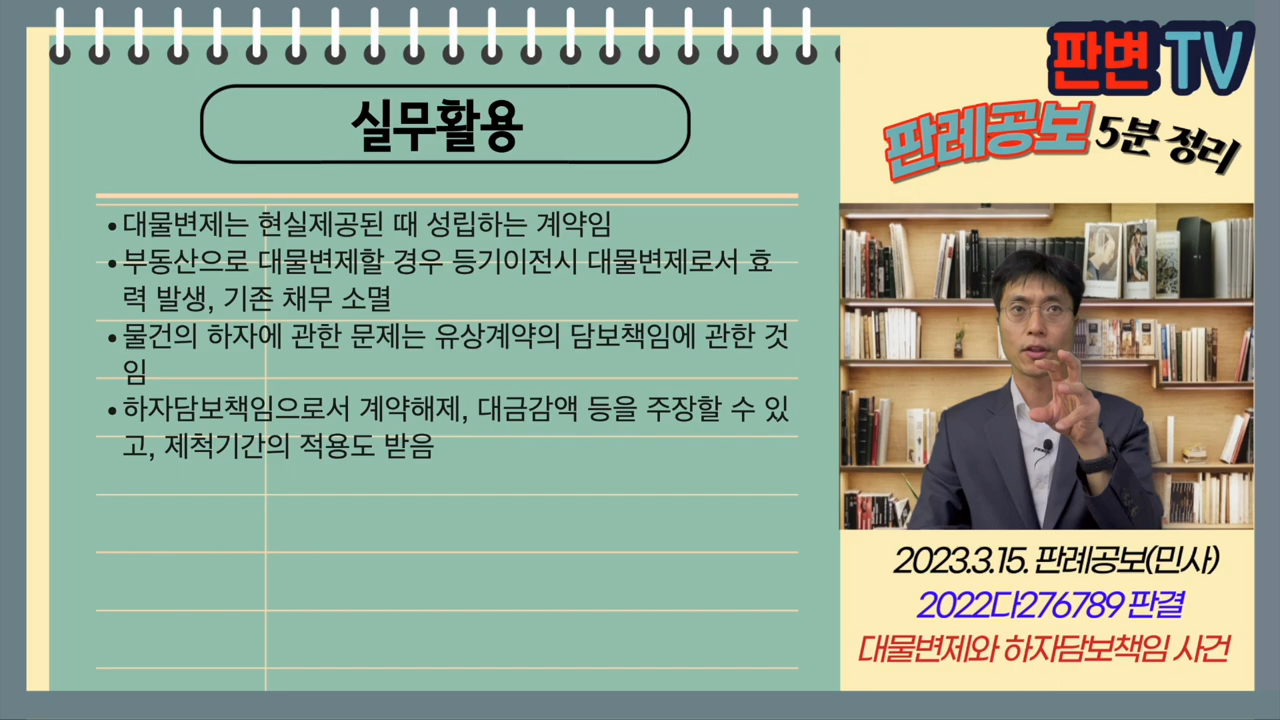 판변 TV
판례공보 5분 정리
실무활용
•대물변제는 현실제공된 때 성립하는 계약임
•부동산으로 대물변제할 경우 등기이전시 대물변제로서 효
력 발생, 기존 채무 소멸
•물건의 하자에 관한 문제는 유상계약의 담보책임에 관한 것
임
•하자담보책임으로서 계약해제, 대금감액 등을 주장할 수 있
고, 제척기간의 적용도 받음
2023.3.15. 판례공보(민사)
2022다276789 판결
대물변제와 하자담보책임 사건